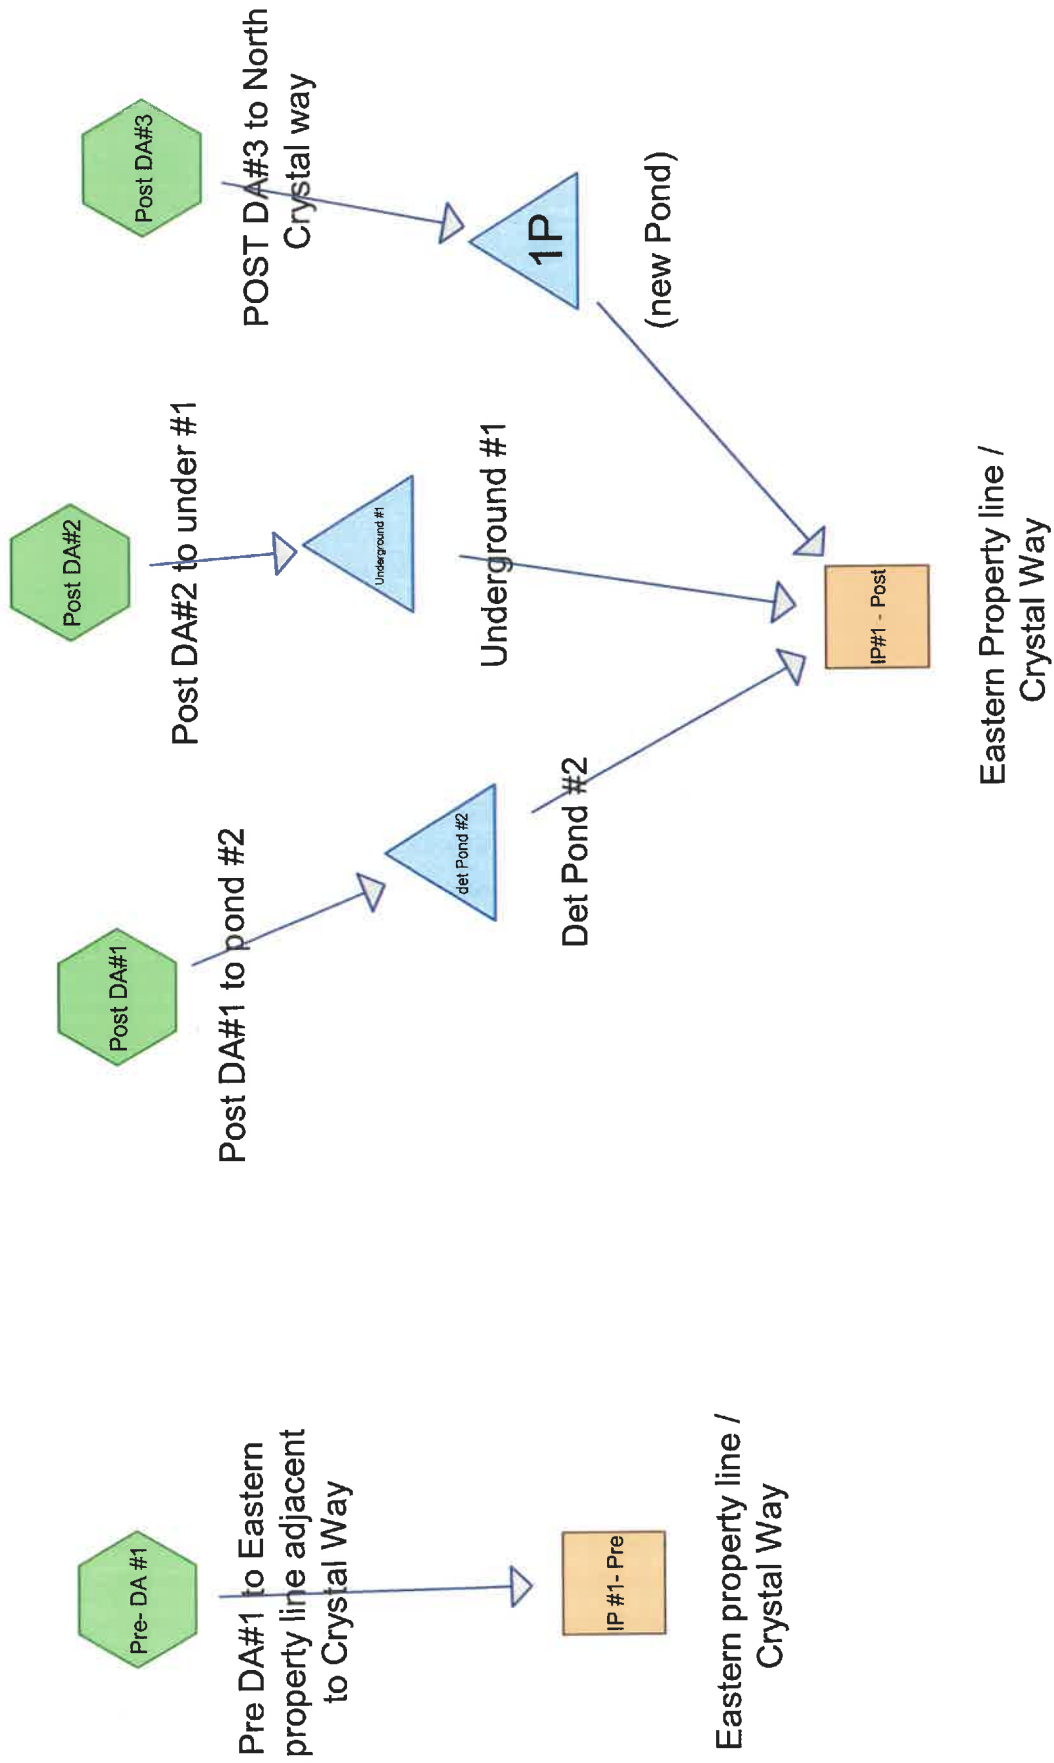 Pre- DA #1
Pre DA#1 to Eastern
property line adjacent
to Crystal Way
IP #1- Pre
Eastern property line /
Crystal Way
Post DA#1
Post DA#1 to pond #2
det Pond #2
Det Pond #2
Post DA#2
Post DA#2 to under #1
Underground #1
Underground #1
Post DA#3
POST DA#3 to North
Crystal way
1P
(new Pond)
IP#1 - Post
Eastern Property line /
Crystal Way